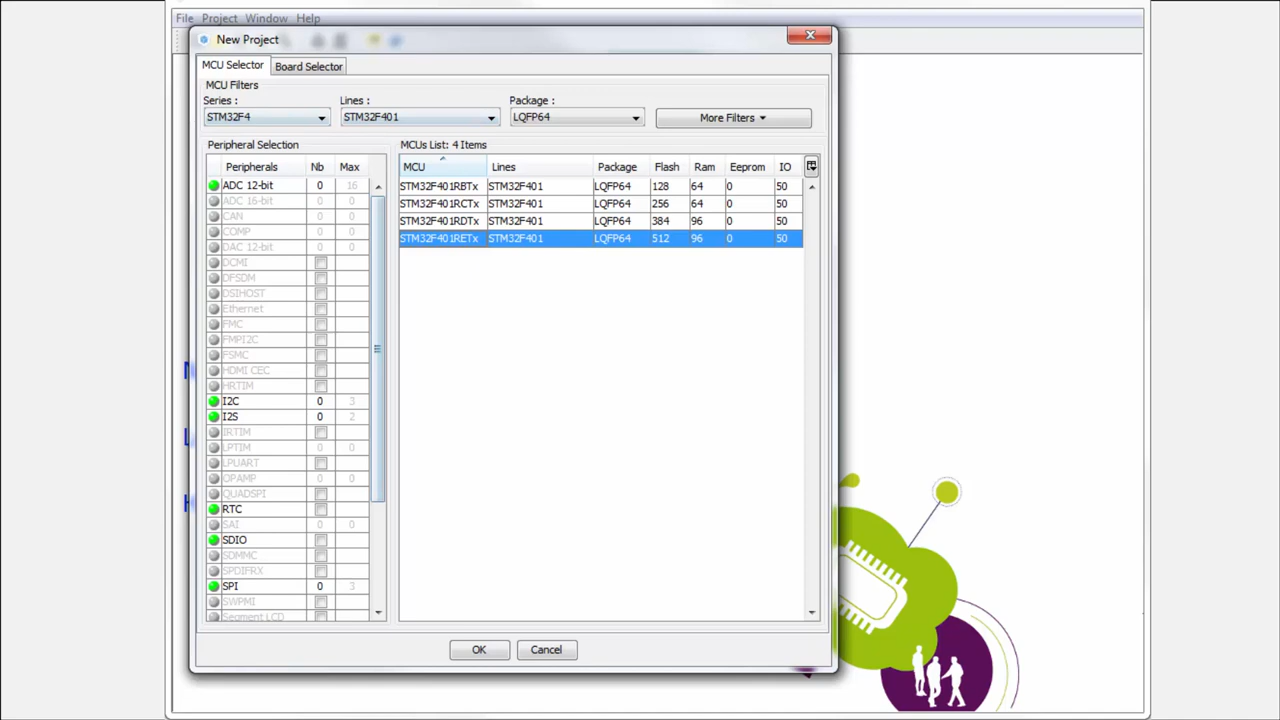 File Project Window Help
New Project
MCU Selector Board Selector
MCU Filters
Series : Lines : Package :
STM32F4 STM32F401 LQFP64 More Filters
Peripheral Selection MCUs List: 4 Items
Peripherals Nb Max
ADC 12-bit 0 16
ADC 16-bit 0 0
CAN 0 0
COMP 0 0
DAC 12-bit 0 0
DCMI
DFSDM
DSIHOST
Ethernet
FMC
FMPI2C
FSMC
HDMI CEC
HRTIM
I2C 0 3
I2S 0 2
IRTIM
LPTIM 0 0
LPUART
OPAMP 0 0
QUADSPI
RTC
SAI 0 0
SDIO
SDMMC
SPDIFRX
SPI 0 3
SWPMI
Segment LCD
MCU Lines Package Flash Ram Eeprom IO
STM32F401RBTx STM32F401 LQFP64 128 64 0 50
STM32F401RCTx STM32F401 LQFP64 256 64 0 50
STM32F401RDTx STM32F401 LQFP64 384 96 0 50
STM32F401RETx STM32F401 LQFP64 512 96 0 50
OK Cancel